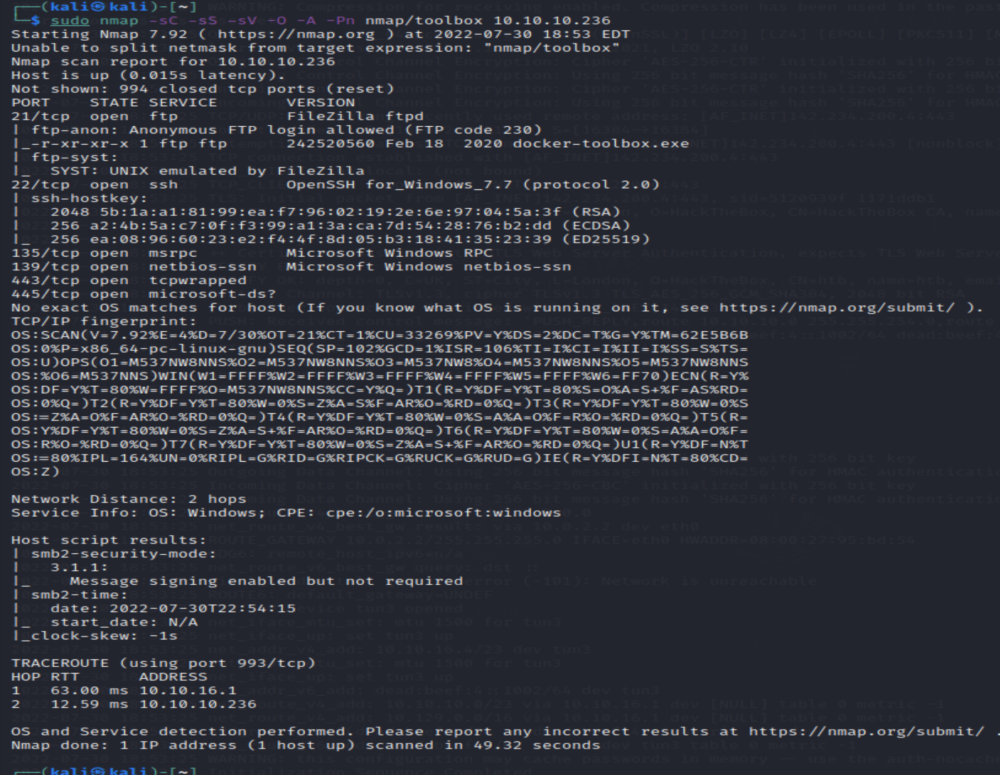 ┌──(kali㉿kali)-[~]
└─$ sudo nmap -sC -sS -sV -O -A -Pn nmap/toolbox 10.10.10.236
Starting Nmap 7.92 ( https://nmap.org ) at 2022-07-30 18:53 EDT
Unable to split netmask from target expression: "nmap/toolbox"
Nmap scan report for 10.10.10.236
Host is up (0.015s latency).
Not shown: 994 closed tcp ports (reset)
PORT    STATE SERVICE       VERSION
21/tcp  open  ftp           FileZilla ftpd
| ftp-anon: Anonymous FTP login allowed (FTP code 230)
|_-r-xr-xr-x 1 ftp ftp      242520560 Feb 18  2020 docker-toolbox.exe
| ftp-syst:
|_  SYST: UNIX emulated by FileZilla
22/tcp  open  ssh           OpenSSH for_Windows_7.7 (protocol 2.0)
| ssh-hostkey:
|   2048 5b:1a:a1:81:99:ea:f7:96:02:19:2e:6e:97:04:5a:3f (RSA)
|   256 a2:4b:5a:c7:0f:f3:99:a1:3a:ca:7d:54:28:76:b2:dd (ECDSA)
|_  256 ea:08:96:60:23:e2:f4:4f:8d:05:b3:18:41:35:23:39 (ED25519)
135/tcp open  msrpc         Microsoft Windows RPC
139/tcp open  netbios-ssn   Microsoft Windows netbios-ssn
443/tcp open  tcpwrapped
445/tcp open  microsoft-ds?
No exact OS matches for host (If you know what OS is running on it, see https://nmap.org/submit/ ).
TCP/IP fingerprint:
OS:SCAN(V=7.92%E=4%D=7/30%OT=21%CT=1%CU=33269%PV=Y%DS=2%DC=T%G=Y%TM=62E5B6B
OS:0%P=x86_64-pc-linux-gnu)SEQ(SP=102%GCD=1%ISR=106%TI=I%CI=I%II=I%SS=S%TS=
OS:U)OPS(O1=M537NW8NNS%O2=M537NW8NNS%O3=M537NW8%O4=M537NW8NNS%O5=M537NW8NNS
OS:%O6=M537NNS)WIN(W1=FFFF%W2=FFFF%W3=FFFF%W4=FFFF%W5=FFFF%W6=FF70)ECN(R=Y%
OS:DF=Y%T=80%W=FFFF%O=M537NW8NNS%CC=Y%Q=)T1(R=Y%DF=Y%T=80%S=O%A=S+%F=AS%RD=
OS:0%Q=)T2(R=Y%DF=Y%T=80%W=0%S=Z%A=S%F=AR%O=%RD=0%Q=)T3(R=Y%DF=Y%T=80%W=0%S
OS:=Z%A=O%F=AR%O=%RD=0%Q=)T4(R=Y%DF=Y%T=80%W=0%S=A%A=O%F=R%O=%RD=0%Q=)T5(R=
OS:Y%DF=Y%T=80%W=0%S=Z%A=S+%F=AR%O=%RD=0%Q=)T6(R=Y%DF=Y%T=80%W=0%S=A%A=O%F=
OS:R%O=%RD=0%Q=)T7(R=Y%DF=Y%T=80%W=0%S=Z%A=S+%F=AR%O=%RD=0%Q=)U1(R=Y%DF=N%T
OS:=80%IPL=164%UN=0%RIPL=G%RID=G%RIPCK=G%RUCK=G%RUD=G)IE(R=Y%DFI=N%T=80%CD=
OS:Z)
Network Distance: 2 hops
Service Info: OS: Windows; CPE: cpe:/o:microsoft:windows
Host script results:
| smb2-security-mode:
|   3.1.1:
|_    Message signing enabled but not required
| smb2-time:
|   date: 2022-07-30T22:54:15
|_  start_date: N/A
|_clock-skew: -1s
TRACEROUTE (using port 993/tcp)
HOP RTT      ADDRESS
1   63.00 ms 10.10.16.1
2   12.59 ms 10.10.10.236
OS and Service detection performed. Please report any incorrect results at https://nmap.org/submit/ .
Nmap done: 1 IP address (1 host up) scanned in 49.32 seconds
┌──(kali㉿kali)-[~]